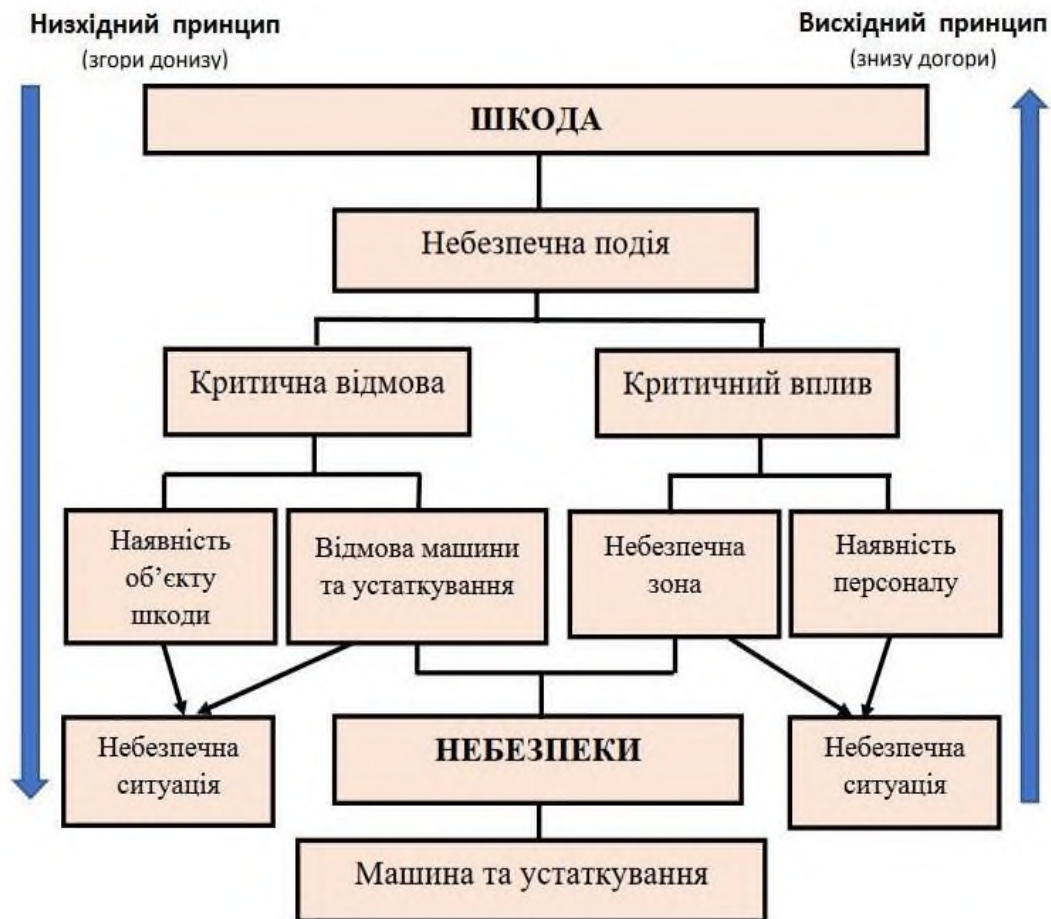 Низхідний принцип
(згори донизу)
Висхідний принцип
(знизу догори)
ШКОДА
Небезпечна подія
Критична відмова
Критичний вплив
Наявність
об’єкту
шкоди
Відмова машини
та устаткування
Небезпечна
зона
Наявність
персоналу
Небезпечна
ситуація
НЕБЕЗПЕКИ
Небезпечна
ситуація
Машина та устаткування